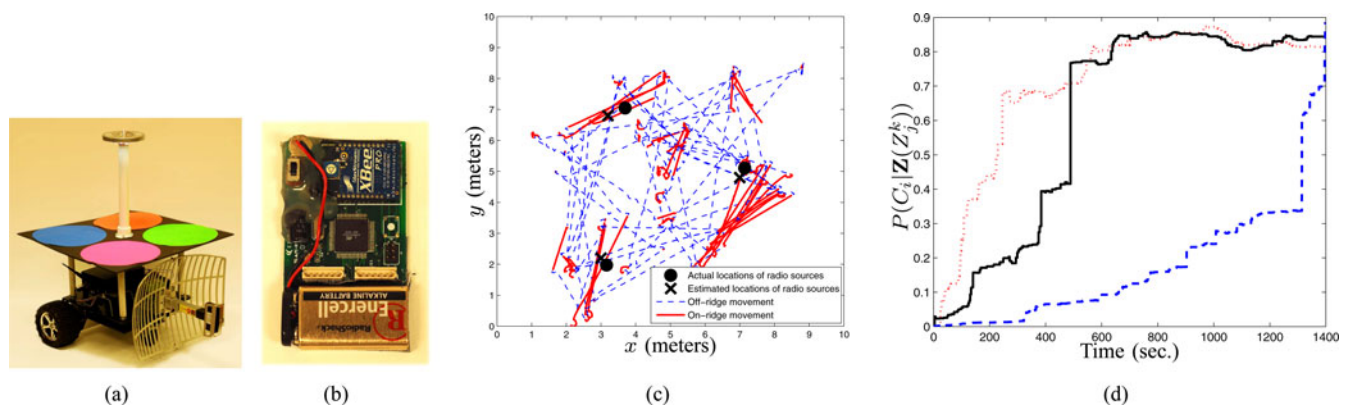 XBee
PRO
Enercell
ALKALINE BATTERY
RadioShack
R
10
9
8
7
6
5
4
3
2
1
0
y (meters)
0 1 2 3 4 5 6 7 8 9 10
x (meters)
Actual locations of radio sources
Estimated locations of radio sources
Off-ridge movement
On-ridge movement
0.9
0.8
0.7
0.6
0.5
0.4
0.3
0.2
0.1
0
P(C_i|Z(Z_j^k)
0 200 400 600 800 1000 1200 1400
Time (sec.)
(a) (b) (c) (d)